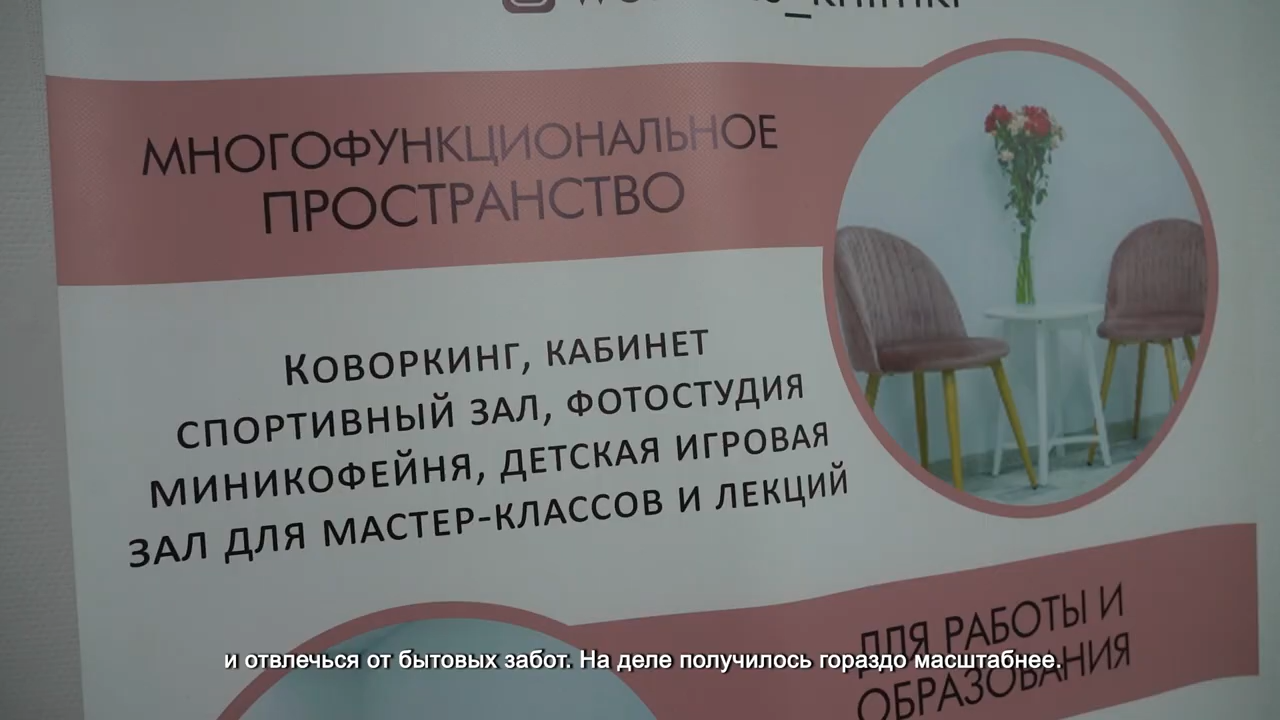 МНОГОФУНКЦИОНАЛЬНОЕ
ПРОСТРАНСТВО
КОВОРКИНГ, КАБИНЕТ
СПОРТИВНЫЙ ЗАЛ, ФОТОСТУДИЯ
МИНИКОФЕЙНЯ, ДЕТСКАЯ ИГРОВАЯ
ЗАЛ ДЛЯ МАСТЕР-КЛАССОВ И ЛЕКЦИЙ
ДЛЯ РАБОТЫ И
ОБРАЗОВАНИЯ
и отвлечься от бытовых забот. На деле получилось гораздо масштабнее.